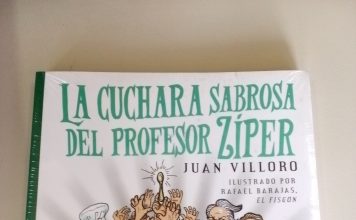 LA CUCHARA SABROSA
DEL PROFESOR ZÍPER
JUAN VILLORO
ILUSTRADO POR
RAFAEL BARAJAS,
EL FISGÓN